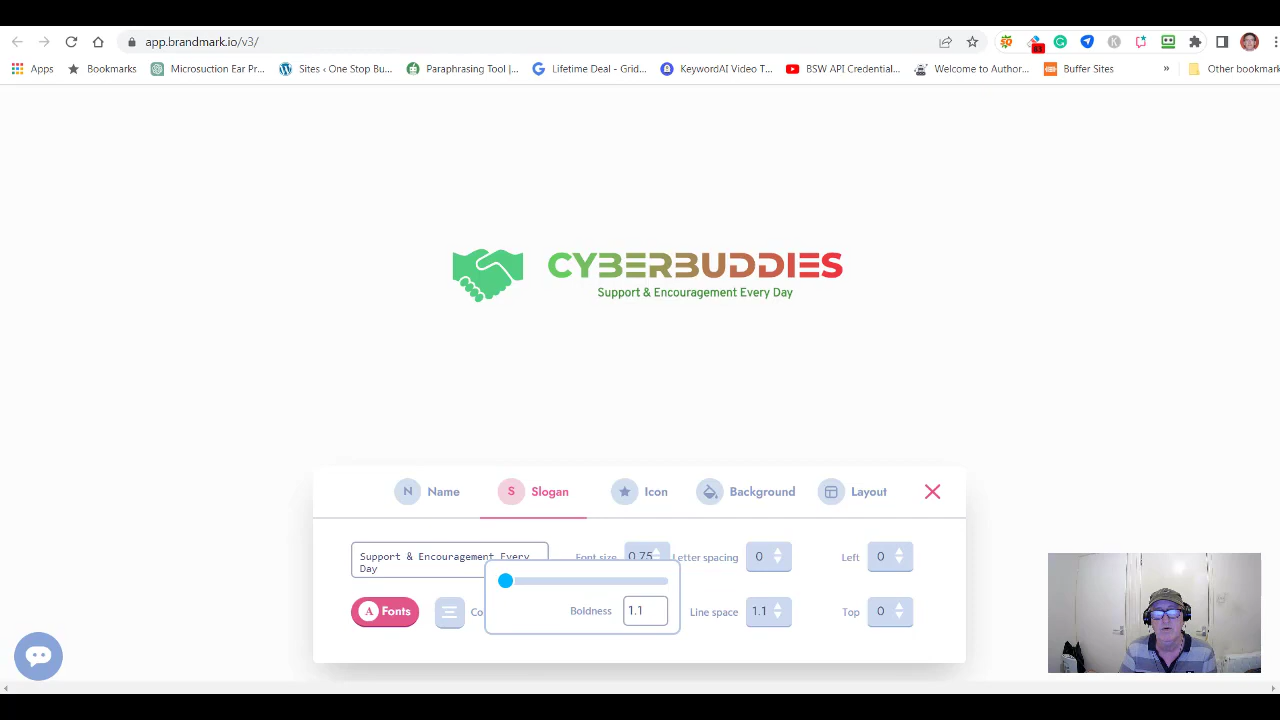 app.brandmark.io/v3/
Apps
Bookmarks
Microsuction Ear Pr...
Sites ‹ One Stop Bu...
Paraphrasing Tool |...
Lifetime Deal - Grid...
KeywordAI Video T...
BSW API Credential...
Welcome to Author...
Buffer Sites
»
Other bookmark
CYBERBUDDIES
Support & Encouragement Every Day
N Name
S Slogan
Icon
Background
Layout
Support & Encouragement Every
Day
Font size 0.75
Letter spacing 0
Left 0
A Fonts
Co
Boldness 1.1
Line space 1.1
Top 0